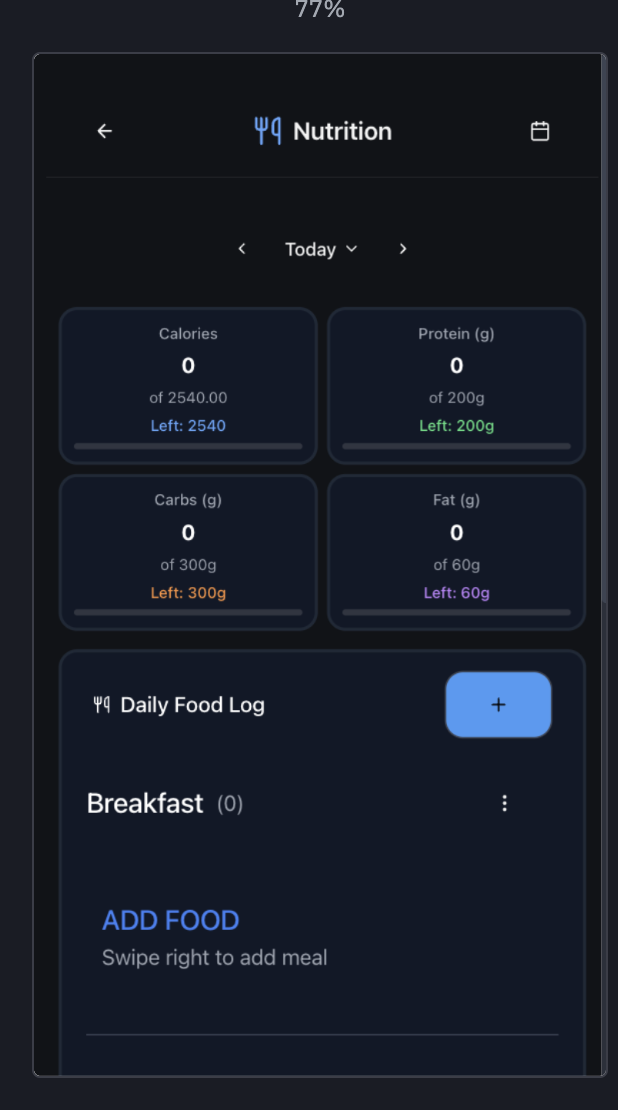 77%
Nutrition
Today
Calories
0
of 2540.00
Left: 2540
Protein (g)
0
of 200g
Left: 200g
Carbs (g)
0
of 300g
Left: 300g
Fat (g)
0
of 60g
Left: 60g
Daily Food Log
+
Breakfast (0)
ADD FOOD
Swipe right to add meal